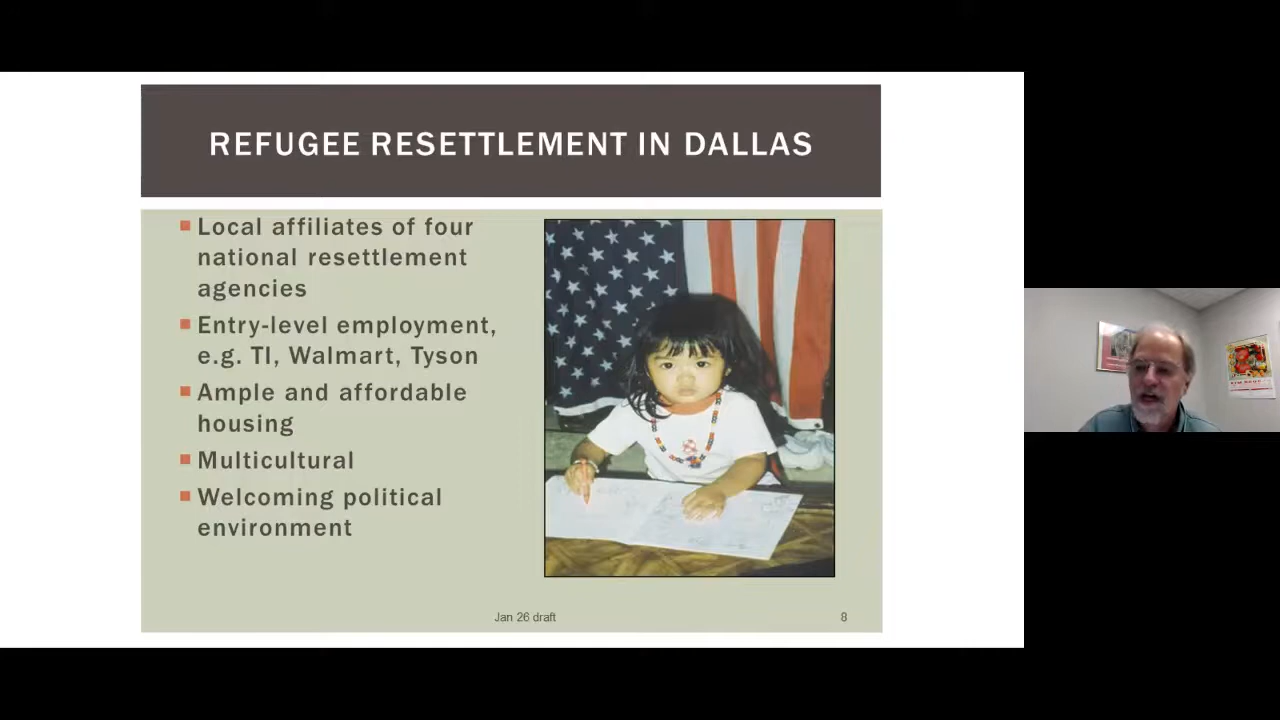 REFUGEE RESETTLEMENT IN DALLAS
Local affiliates of four
national resettlement
agencies
Entry-level employment,
e.g. TI, Walmart, Tyson
Ample and affordable
housing
Multicultural
Welcoming political
environment
Jan 26 draft
8